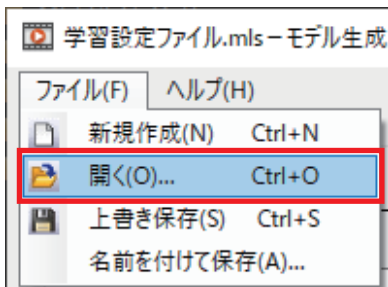 学習設定ファイル.mls－モデル生成
ファイル(F) ヘルプ(H)
新規作成(N) Ctrl+N
開く(O)... Ctrl+O
上書き保存(S) Ctrl+S
名前を付けて保存(A)...